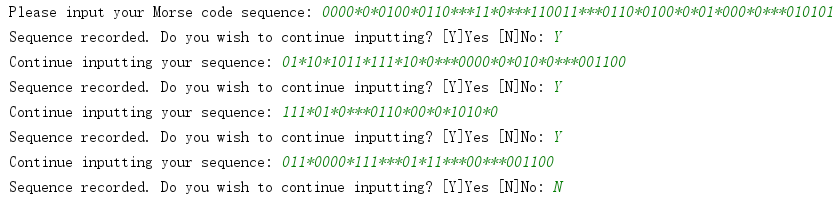 Please input your Morse code sequence: 0000*0*0100*0110***11*0***110011***0110*0100*0*01*000*0***010101
Sequence recorded. Do you wish to continue inputting? [Y]Yes [N]No: Y
Continue inputting your sequence: 01*10*1011*111*10*0***0000*0*010*0***001100
Sequence recorded. Do you wish to continue inputting? [Y]Yes [N]No: Y
Continue inputting your sequence: 111*01*0***0110*00*0*1010*0
Sequence recorded. Do you wish to continue inputting? [Y]Yes [N]No: Y
Continue inputting your sequence: 011*0000*111***01*11***00***001100
Sequence recorded. Do you wish to continue inputting? [Y]Yes [N]No: N